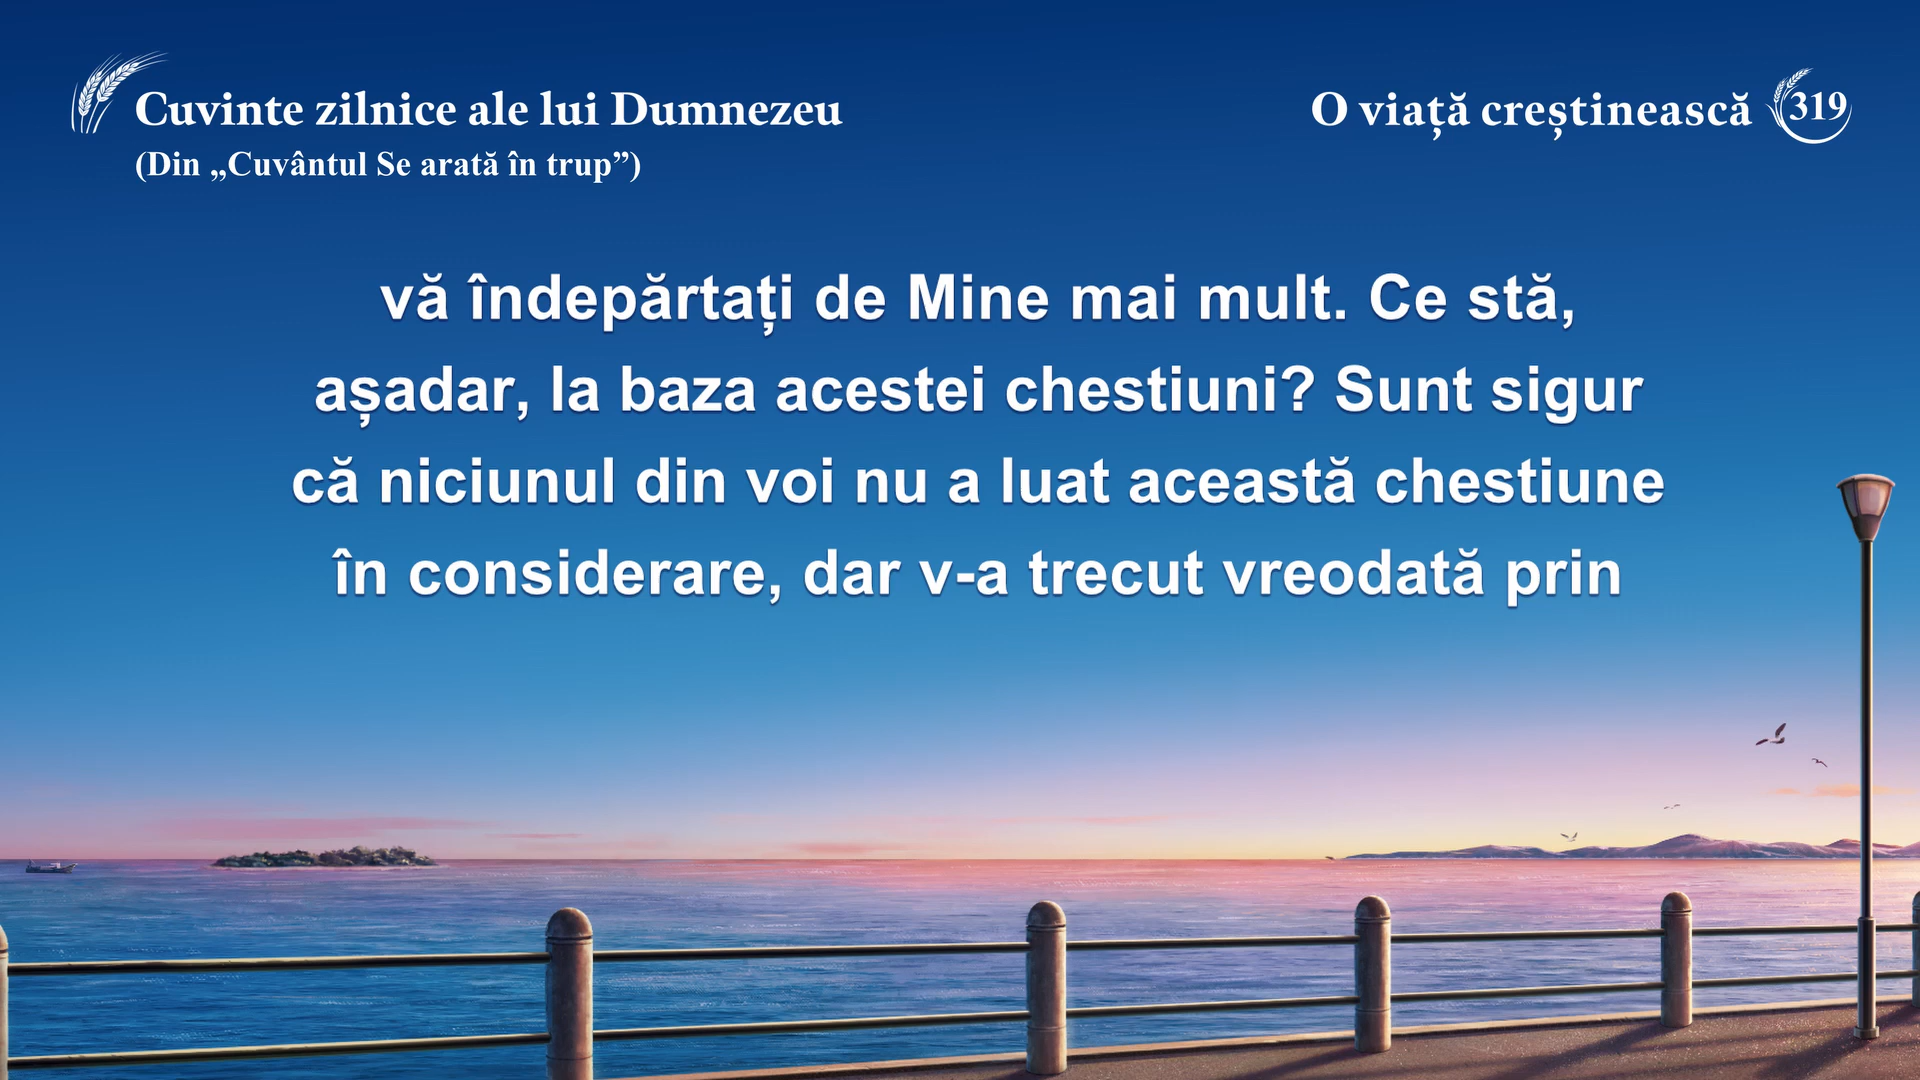 Cuvinte zilnice ale lui Dumnezeu
(Din „Cuvântul Se arată în trup”)
O viață creștinească 319
vă îndepărtați de Mine mai mult. Ce stă,
așadar, la baza acestei chestiuni? Sunt sigur
că niciunul din voi nu a luat această chestiune
în considerare, dar v-a trecut vreodată prin